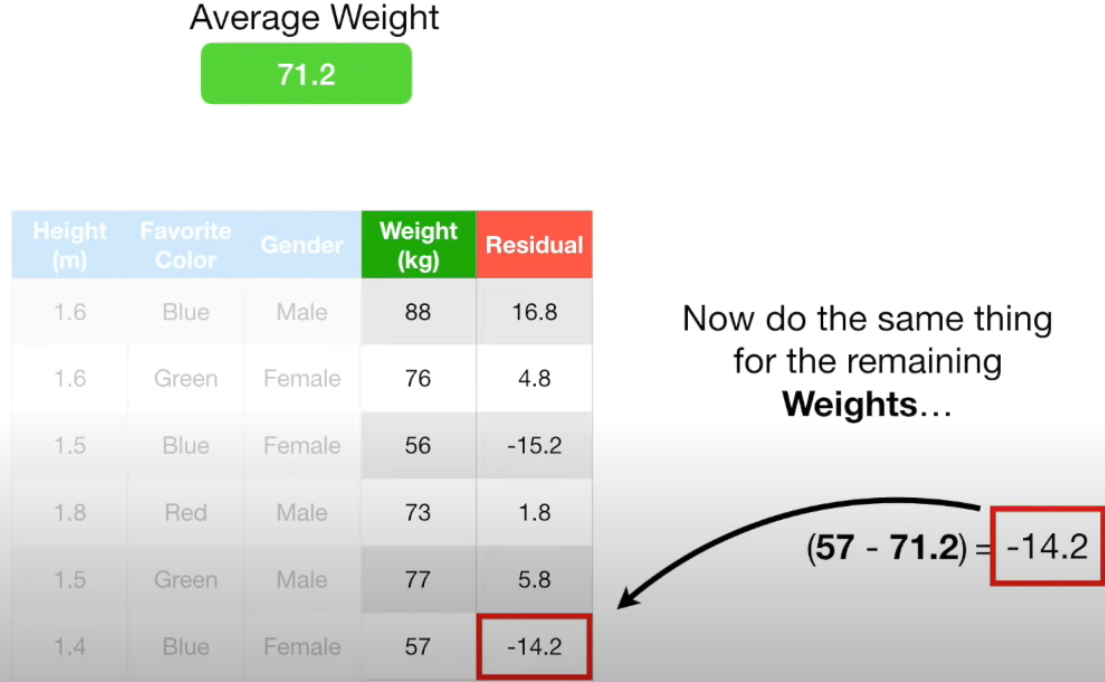 Average Weight
71.2
Height (m) Favorite Color Gender Weight (kg) Residual
1.6 Blue Male 88 16.8
1.6 Green Female 76 4.8
1.5 Blue Female 56 -15.2
1.8 Red Male 73 1.8
1.5 Green Male 77 5.8
1.4 Blue Female 57 -14.2
Now do the same thing
for the remaining
Weights...
(57 - 71.2) = -14.2